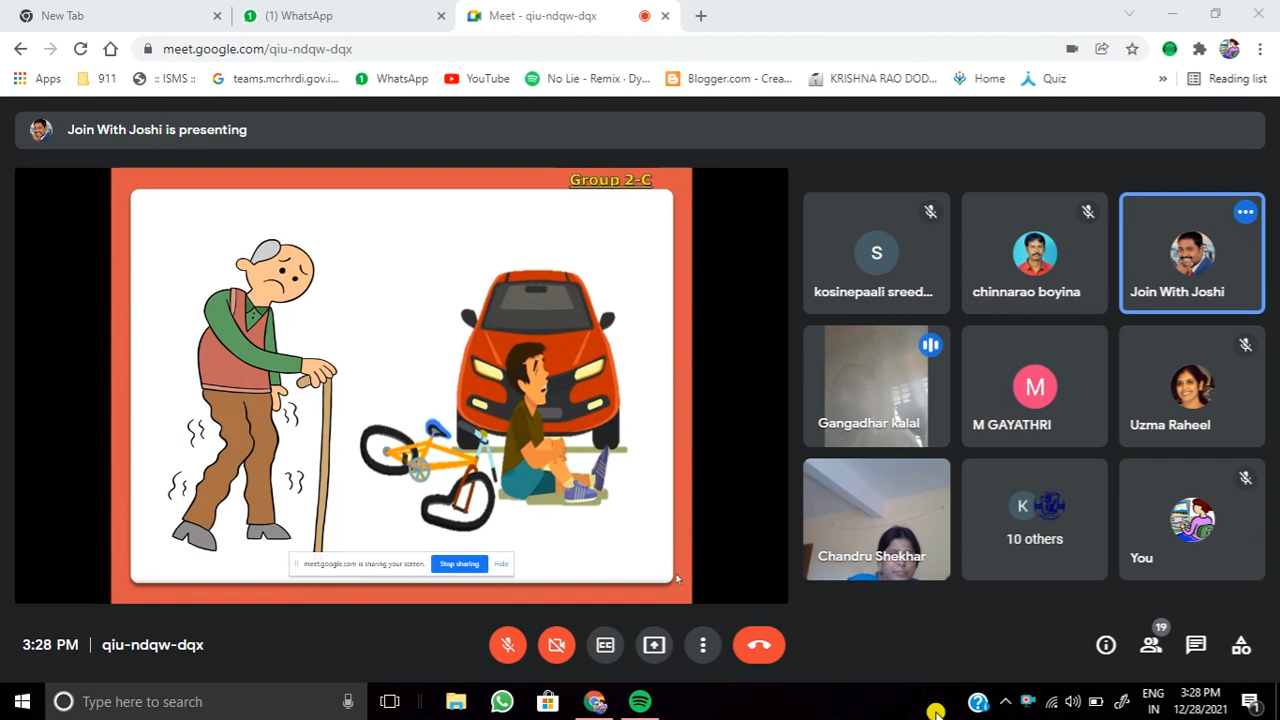 New Tab
(1) WhatsApp
Meet - qiu-ndqw-dqx
meet.google.com/qiu-ndqw-dqx
Apps
911
:: ISMS ::
teams.mcrhrdi.gov.i...
WhatsApp
YouTube
No Lie - Remix · Dy...
Blogger.com - Crea...
KRISHNA RAO DOD...
Home
Quiz
»
Reading list
Join With Joshi is presenting
Group 2-C
meet.google.com is sharing your screen.
Stop sharing
Hide
S
kosinepaali sreed...
chinnarao boyina
Join With Joshi
Gangadhar kalal
M
M GAYATHRI
Uzma Raheel
Chandru Shekhar
K
10 others
You
3:28 PM | qiu-ndqw-dqx
19
Type here to search
ENG
IN
3:28 PM
12/28/2021
1